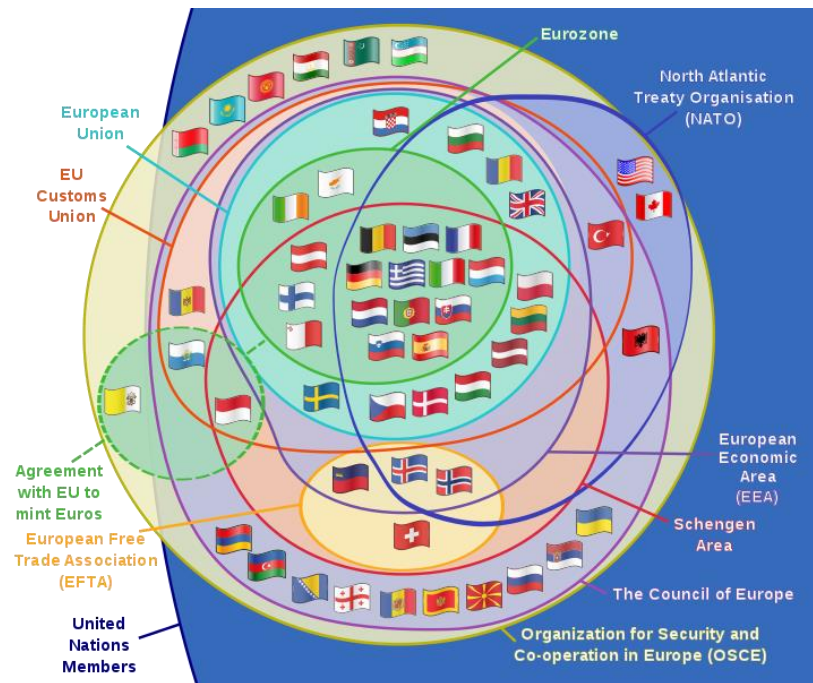 Eurozone
North Atlantic
Treaty Organisation
(NATO)
European
Union
EU
Customs
Union
European
Economic
Area
(EEA)
Agreement
with EU to
mint Euros
Schengen
Area
European Free
Trade Association
(EFTA)
The Council of Europe
United
Nations
Members
Organization for Security and
Co-operation in Europe (OSCE)